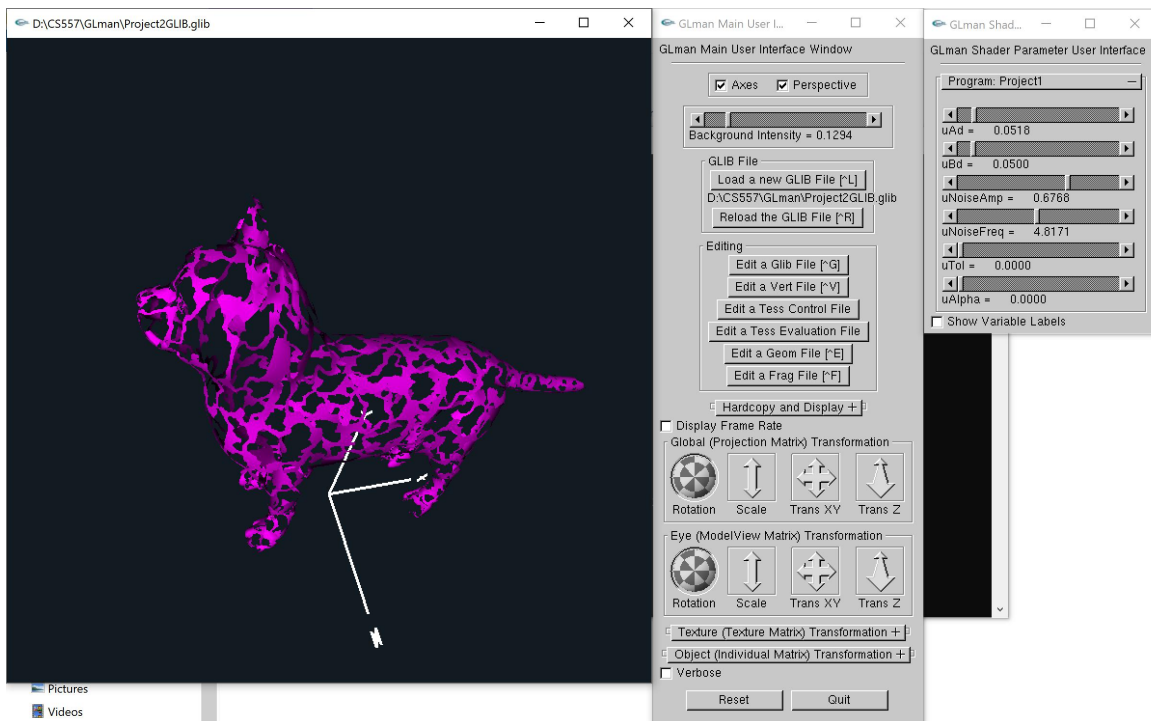 D:\CS557\GLman\Project2GLIB.glib
GLman Main User I...
GLman Main User Interface Window
Axes
Perspective
Background Intensity = 0.1294
GLIB File
Load a new GLIB File [^L]
D:\CS557\GLman\Project2GLIB.glib
Reload the GLIB File [^R]
Editing
Edit a Glib File [^G]
Edit a Vert File [^V]
Edit a Tess Control File
Edit a Tess Evaluation File
Edit a Geom File [^E]
Edit a Frag File [^F]
Hardcopy and Display +
Display Frame Rate
Global (Projection Matrix) Transformation
Rotation Scale Trans XY Trans Z
Eye (ModelView Matrix) Transformation
Rotation Scale Trans XY Trans Z
Texture (Texture Matrix) Transformation +
Object (Individual Matrix) Transformation +
Verbose
Reset Quit
GLman Shad...
GLman Shader Parameter User Interface
Program: Project1 −
uAd = 0.0518
uBd = 0.0500
uNoiseAmp = 0.6768
uNoiseFreq = 4.8171
uTol = 0.0000
uAlpha = 0.0000
Show Variable Labels
Pictures
Videos